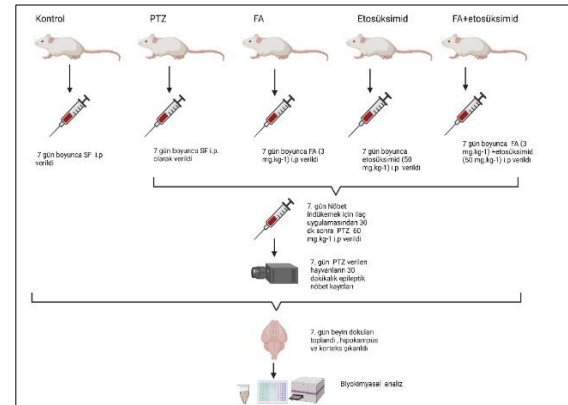 Kontrol
PTZ
FA
Etosüksimid
FA+etosüksimid
7 gün boyunca SF i.p
verildi
7 gün boyunca SF i.p.
olarak verildi
7 gün boyunca FA (3
mg.kg-1) i.p verildi
7 gün boyunca
etosüksimid (50
mg.kg-1) i.p verildi
7 gün boyunca FA (3
mg.kg-1) +etosüksimid
(50 mg.kg-1) i.p verildi
7. gün Nöbet
indüklemek için ilaç
uygulamasından 30
dk sonra PTZ 60
mg.kg-1 i.p verildi
7. gün PTZ verilen
hayvanların 30
dakikalık epileptik
nöbet kayıtları
7. gün beyin dokuları
toplandı , hipokampüs
ve korteks çıkarıldı
Biyokimyasal analiz